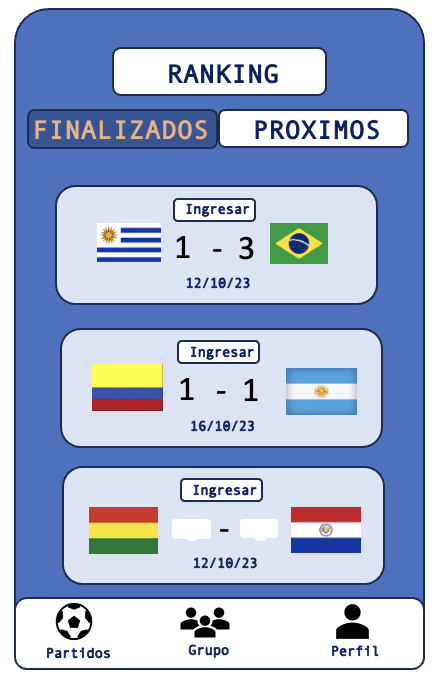 RANKING
FINALIZADOS PROXIMOS
Ingresar
1 - 3
12/10/23
Ingresar
1 - 1
16/10/23
Ingresar
-
12/10/23
Partidos Grupo Perfil